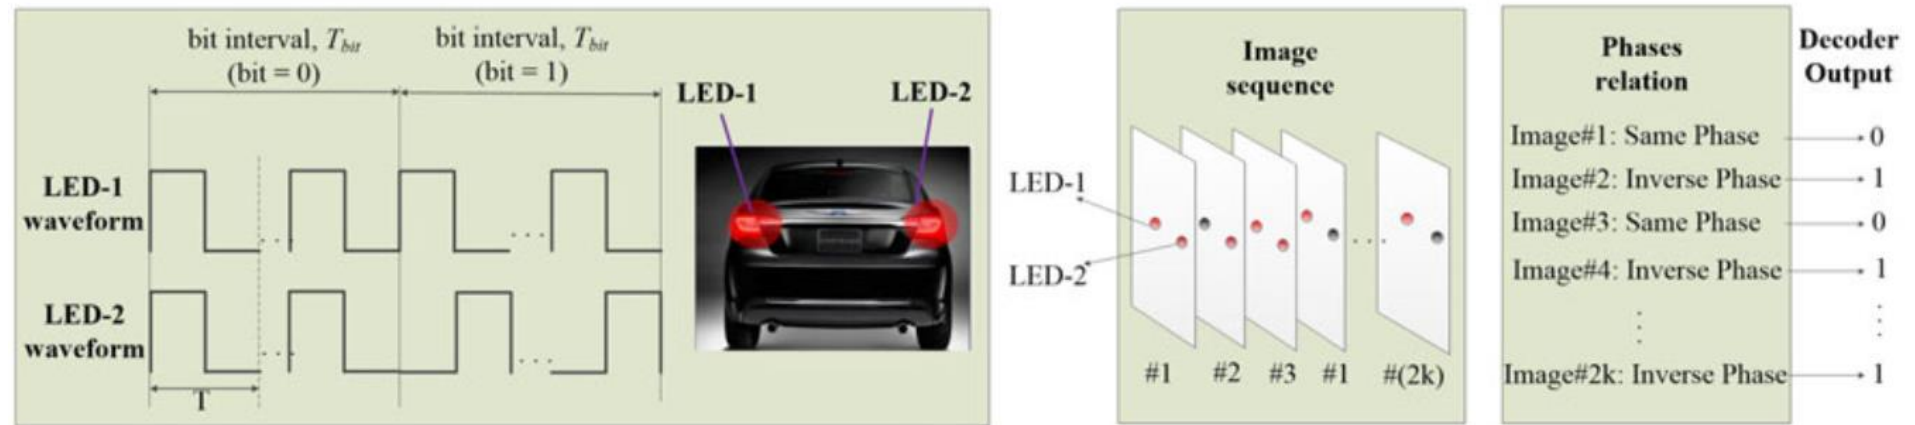 bit interval, Tbit
(bit = 0)
bit interval, Tbit
(bit = 1)
LED-1
LED-2
LED-1
waveform
. . .
. . .
LED-2
waveform
. . .
. . .
T
Image
sequence
LED-1
LED-2
. . .
#1
#2
#3
#1
#(2k)
Phases
relation
Decoder
Output
Image#1: Same Phase
0
Image#2: Inverse Phase
1
Image#3: Same Phase
0
Image#4: Inverse Phase
1
Image#2k: Inverse Phase
1